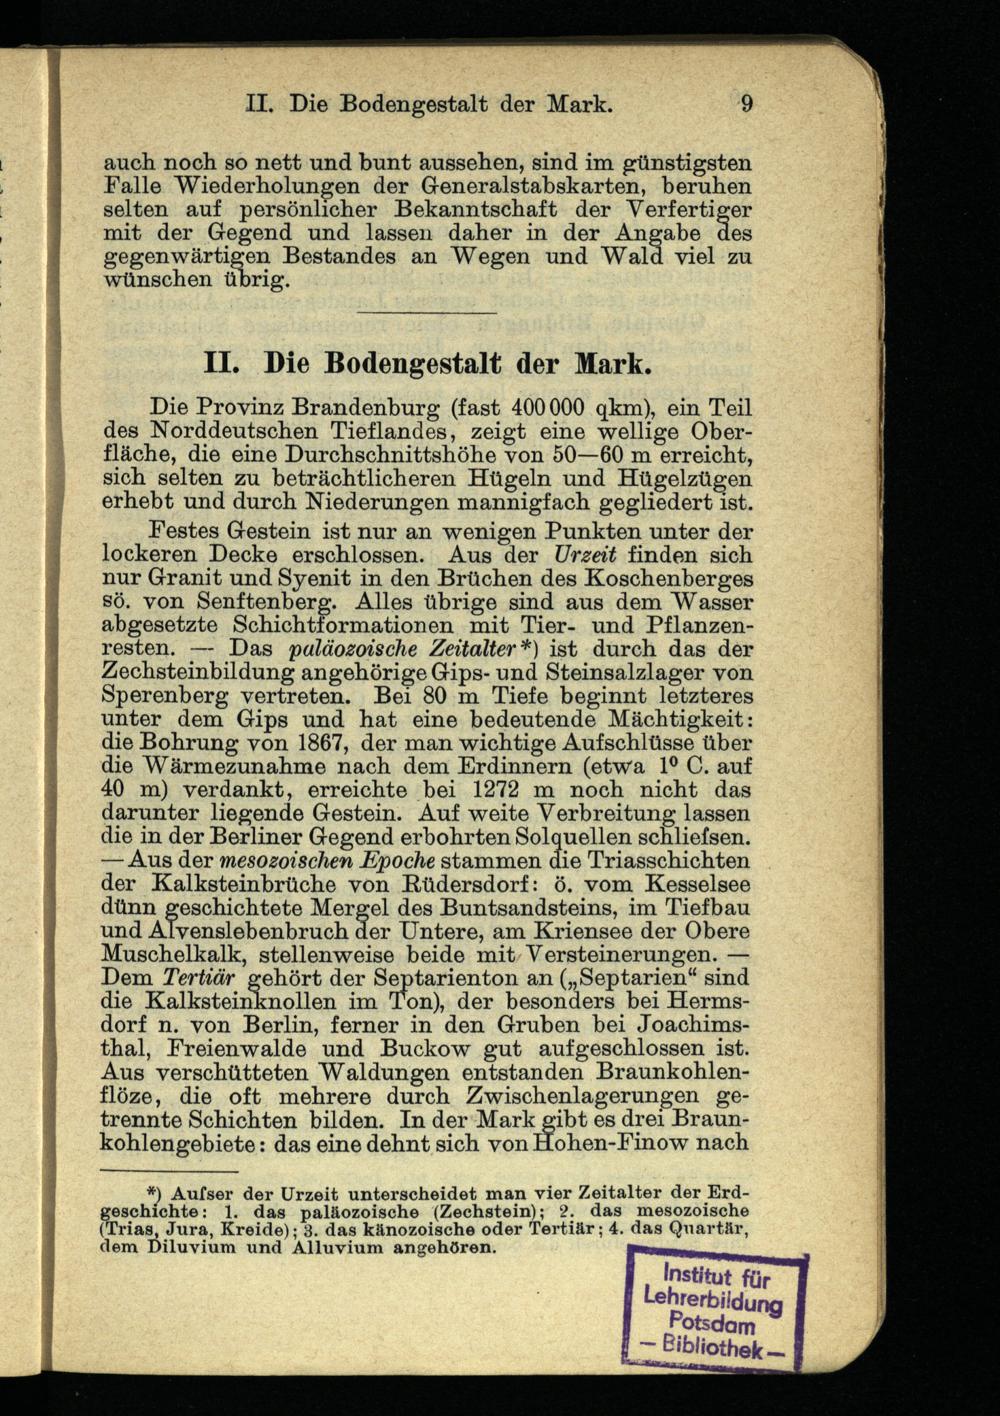 II. Die Bodengestalt der Mark. 9
auch noch so nett und bunt aussehen, sind im günstigsten
Falle Wiederholungen der Generalstabskarten, beruhen
selten auf persönlicher Bekanntschaft der Verfertiger
mit der Gegend und lassen daher in der Angabe des
gegenwärtigen Bestandes an Wegen und Wald viel zu
wünschen übrig.
II. Die Bodengestalt der Mark.
Die Provinz Brandenburg (fast 400000 qkm), ein Teil
des Norddeutschen Tieflandes, zeigt eine wellige Ober-
fläche, die eine Durchschnittshöhe von 50—60 m erreicht,
sich selten zu beträchtlicheren Hügeln und Hügelzügen
erhebt und durch Niederungen mannigfach gegliedert ist.
Festes Gestein ist nur an wenigen Punkten unter der
lockeren Decke erschlossen. Aus der Urzeit finden sich
nur Granit und Syenit in den Brüchen des Koschenberges
sö. von Senftenberg. Alles übrige sind aus dem Wasser
abgesetzte Schichtformationen mit Tier- und Pflanzen-
resten. — Das paläozoische Zeitalter*) ist durch das der
Zechsteinbildung angehörige Gips- und Steinsalzlager von
Sperenberg vertreten. Bei 80 m Tiefe beginnt letzteres
unter dem Gips und hat eine bedeutende Mächtigkeit:
die Bohrung von 1867, der man wichtige Aufschlüsse über
die Wärmezunahme nach dem Erdinnern (etwa 1⁰ C. auf
40 m) verdankt, erreichte bei 1272 m noch nicht das
darunter liegende Gestein. Auf weite Verbreitung lassen
die in der Berliner Gegend erbohrten Solquellen schliefsen.
— Aus der mesozoischen Epoche stammen die Triasschichten
der Kalksteinbrüche von Rüdersdorf: ö. vom Kesselsee
dünn geschichtete Mergel des Buntsandsteins, im Tiefbau
und Alvenslebenbruch der Untere, am Kriensee der Obere
Muschelkalk, stellenweise beide mit Versteinerungen. —
Dem Tertiär gehört der Septarienton an („Septarien“ sind
die Kalksteinknollen im Ton), der besonders bei Herms-
dorf n. von Berlin, ferner in den Gruben bei Joachims-
thal, Freienwalde und Buckow gut aufgeschlossen ist.
Aus verschütteten Waldungen entstanden Braunkohlen-
flöze, die oft mehrere durch Zwischenlagerungen ge-
trennte Schichten bilden. In der Mark gibt es drei Braun-
kohlengebiete: das eine dehnt sich von Hohen-Finow nach
*) Aufser der Urzeit unterscheidet man vier Zeitalter der Erd-
geschichte: 1. das paläozoische (Zechstein); 2. das mesozoische
(Trias, Jura, Kreide); 3. das känozoische oder Tertiär; 4. das Quartär,
dem Diluvium und Alluvium angehören.
Institut für
Lehrerbildung
Potsdam
— Bibliothek —